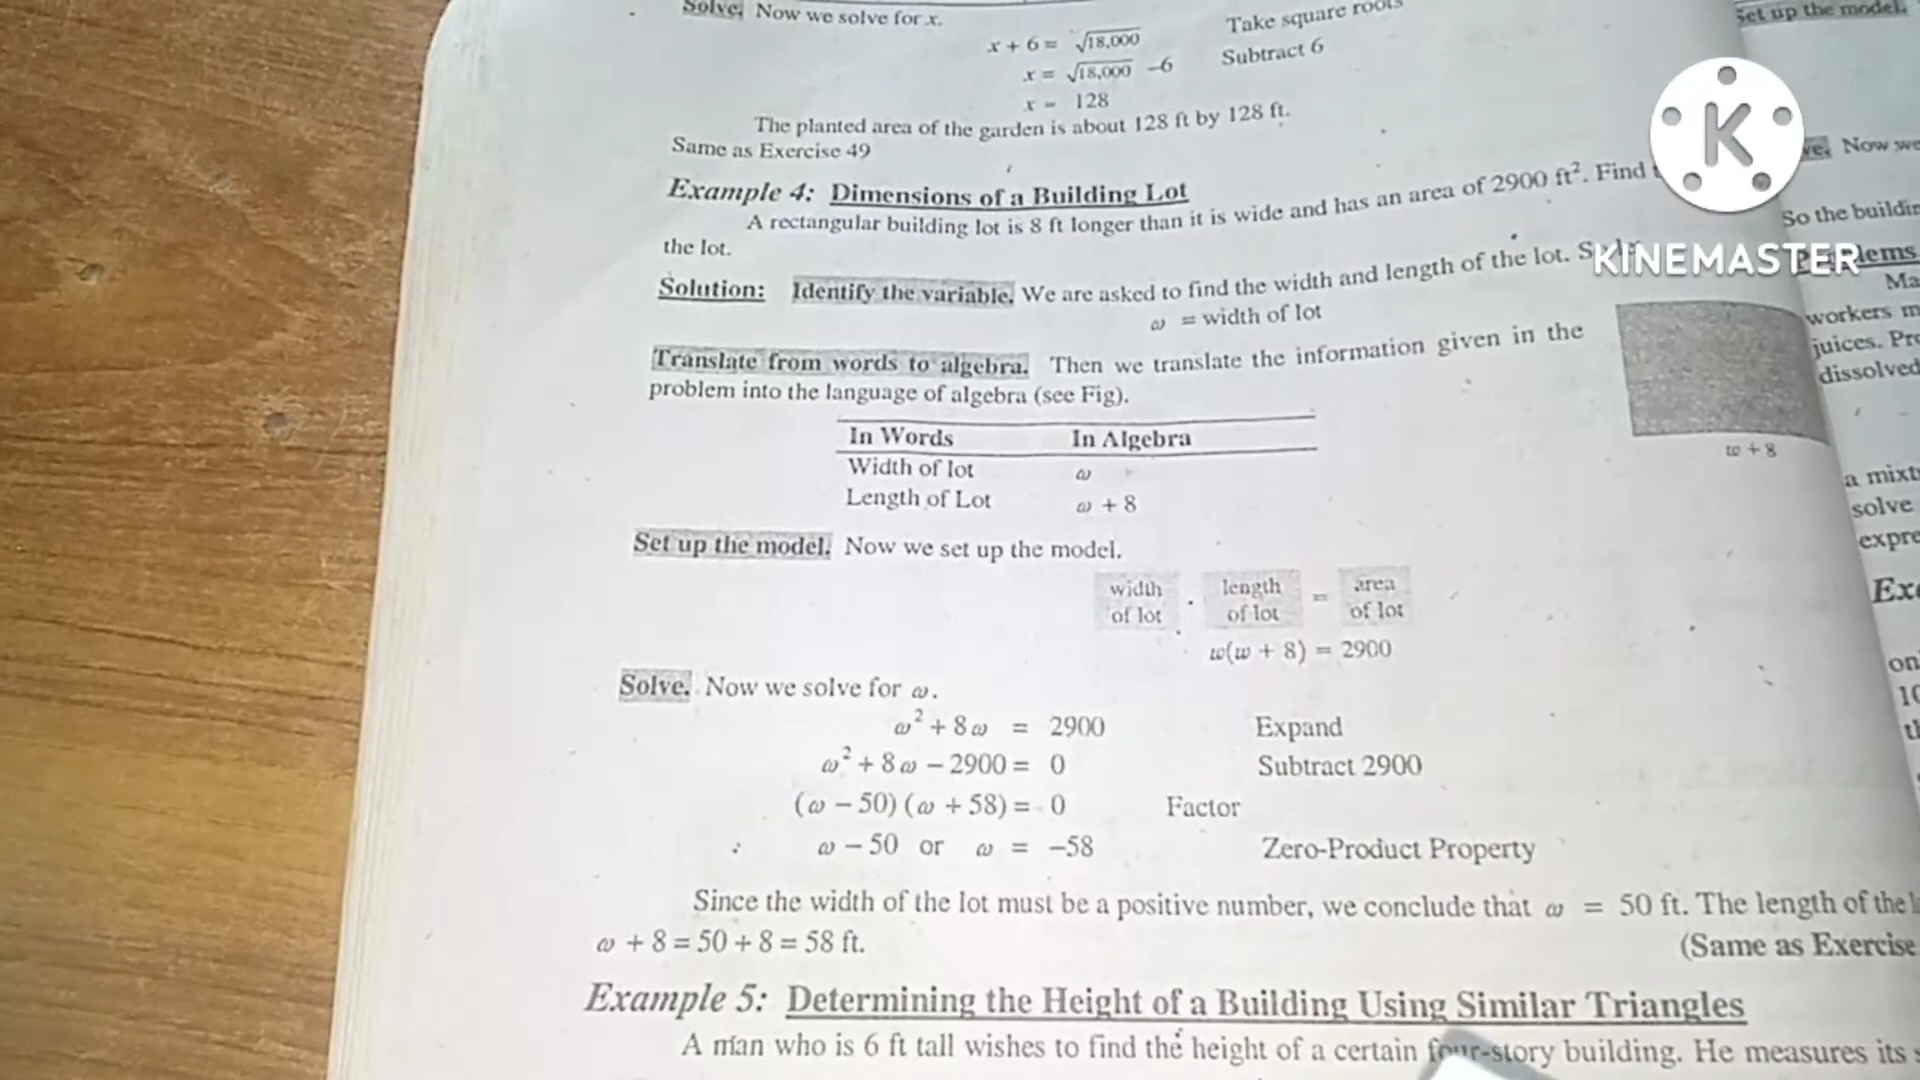 Solve. Now we solve for x.
x + 6 = √18,000 Take square roots
x = √18,000 -6 Subtract 6
x = 128
The planted area of the garden is about 128 ft by 128 ft.
Same as Exercise 49
Example 4: Dimensions of a Building Lot
A rectangular building lot is 8 ft longer than it is wide and has an area of 2900 ft². Find
the lot.
Solution: Identify the variable. We are asked to find the width and length of the lot.
ω = width of lot
Translate from words to algebra. Then we translate the information given in the
problem into the language of algebra (see Fig).
In Words In Algebra
Width of lot ω
Length of Lot ω + 8
w + 8
Set up the model. Now we set up the model.
width of lot · length of lot = area of lot
w(w + 8) = 2900
Solve. Now we solve for ω.
ω² + 8ω = 2900 Expand
ω² + 8ω − 2900 = 0 Subtract 2900
(ω − 50) (ω + 58) = 0 Factor
∴ ω − 50 or ω = −58 Zero-Product Property
Since the width of the lot must be a positive number, we conclude that ω = 50 ft. The length of the
ω + 8 = 50 + 8 = 58 ft.
(Same as Exercise
Example 5: Determining the Height of a Building Using Similar Triangles
A man who is 6 ft tall wishes to find the height of a certain four-story building. He measures its
Set up the model.
Now we
So the buildin
workers m
juices. Pro
dissolved
a mixt
solve
expre
K
KINEMASTER